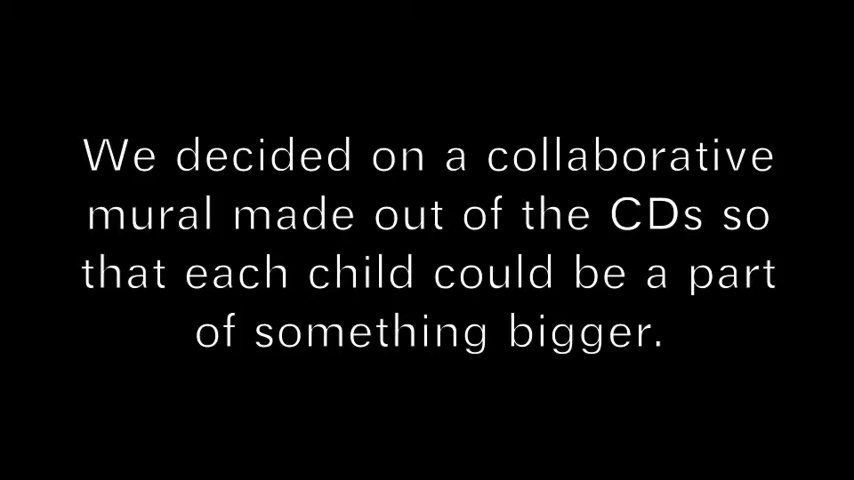 We decided on a collaborative
mural made out of the CDs so
that each child could be a part
of something bigger.